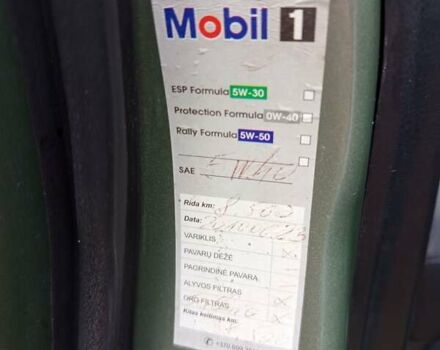 Mobil 1
ESP Formula 5W-30
Protection Formula 0W-40
Rally Formula 5W-50
SAE 5W40
Rida km:
Data:
VARIKLIS x
PAVARŲ DĖŽĖ
PAGRINDINĖ PAVARA
ALYVOS FILTRAS x
ORO FILTRAS x
Kitas keitimas km.